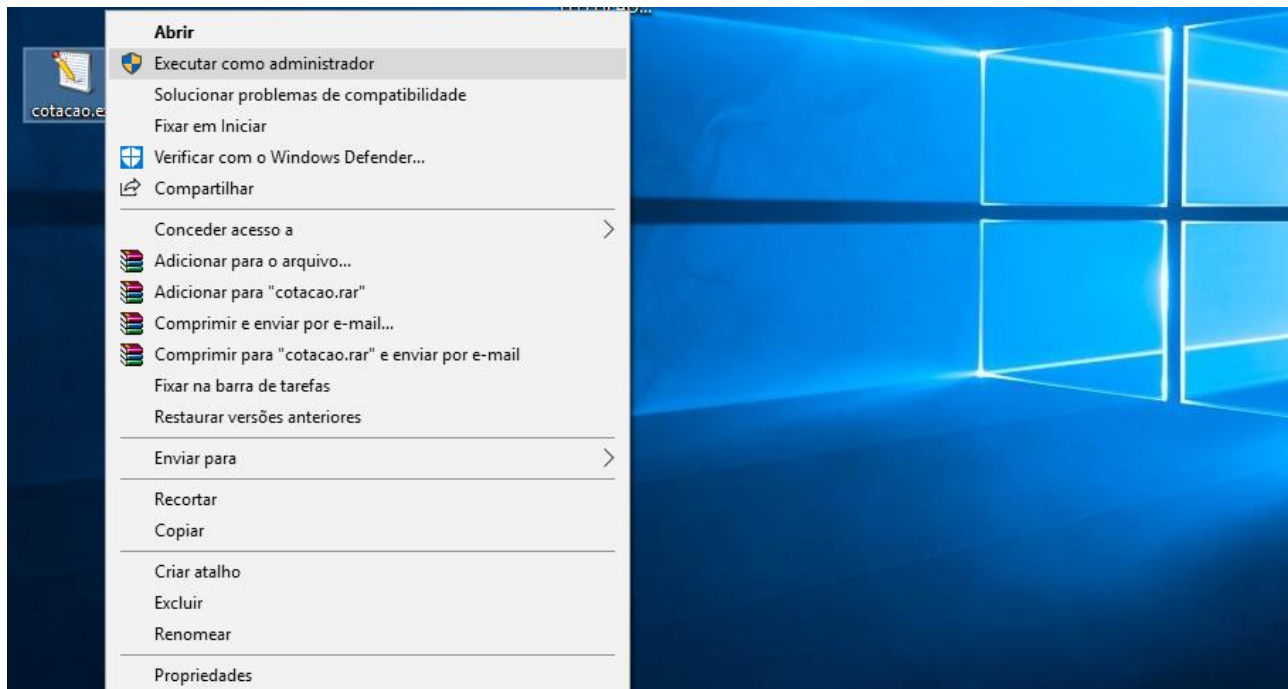 Abrir
Executar como administrador
Solucionar problemas de compatibilidade
Fixar em Iniciar
Verificar com o Windows Defender...
Compartilhar
Conceder acesso a
Adicionar para o arquivo...
Adicionar para "cotacao.rar"
Comprimir e enviar por e-mail...
Comprimir para "cotacao.rar" e enviar por e-mail
Fixar na barra de tarefas
Restaurar versões anteriores
Enviar para
Recortar
Copiar
Criar atalho
Excluir
Renomear
Propriedades
cotacao.e